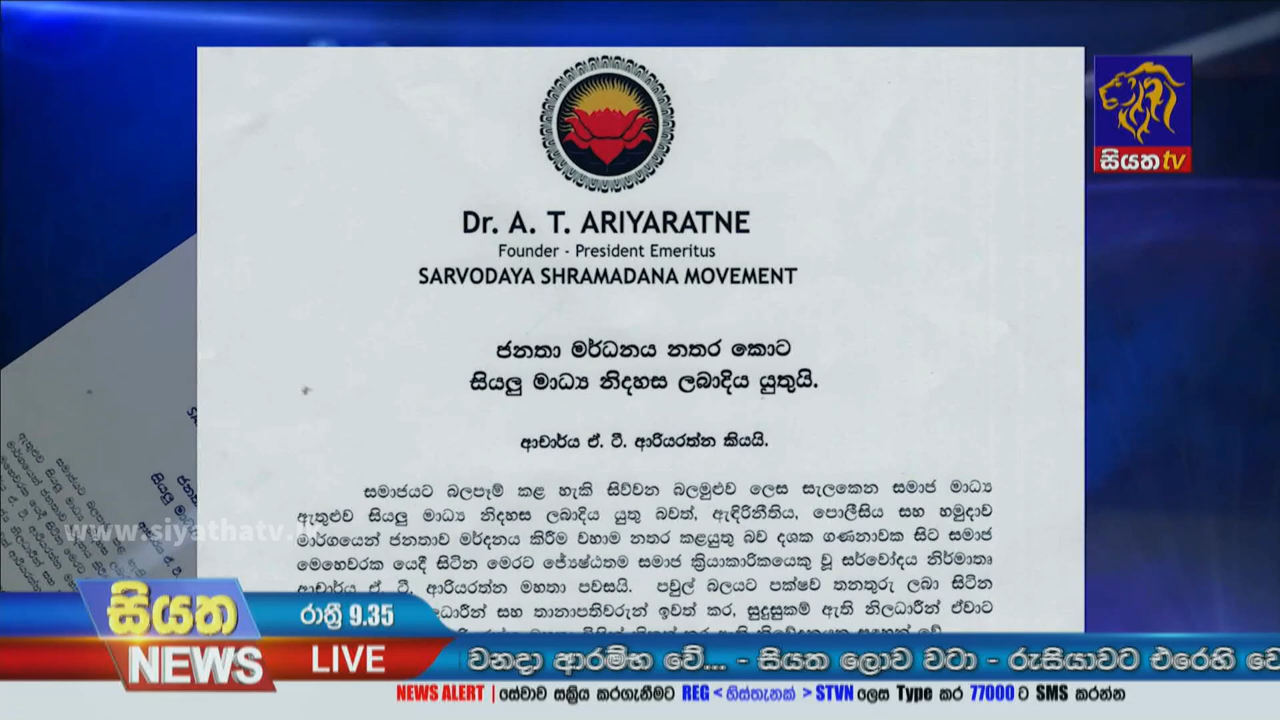 සියත tv
Dr. A. T. ARIYARATNE
Founder - President Emeritus
SARVODAYA SHRAMADANA MOVEMENT
ජනතා මර්ධනය නතර කොට
සියලු මාධ්‍ය නිදහස ලබාදිය යුතුයි.
ආචාර්ය ඒ. ටී. ආරියරත්න කියයි.
සමාජයට බලපෑම් කළ හැකි සිව්වන බලමුළුව ලෙස සැලකෙන සමාජ මාධ්‍ය
ඇතුළුව සියලු මාධ්‍ය නිදහස ලබාදිය යුතු බවත්, ඇඳිරිනීතිය, පොලීසිය සහ හමුදාව
මාර්ගයෙන් ජනතාව මර්දනය කිරීම වහාම නතර කළයුතු බව දශක ගණනාවක සිට සමාජ
මෙහෙවරක යෙදී සිටින මෙරට ජ්‍යෙෂ්ඨතම සමාජ ක්‍රියාකාරිකයෙකු වූ සර්වෝදය නිර්මාතෘ
ආචාර්ය ඒ. ටී. ආරියරත්න මහතා පවසයි. පවුල් බලයට පක්ෂව තනතුරු ලබා සිටින
සහ තානාපතිවරුන් ඉවත් කර, සුදුසුකම් ඇති නිලධාරීන් ඒවාට
www.siyathatv.l
සියත
NEWS
රාත්‍රී 9.35
LIVE
වනදා ආරම්භ වේ... - සියත ලොව වටා - රුසියාවට එරෙහි
NEWS ALERT | සේවාව සක්‍රිය කරගැනීමට REG < හිස්තැනක් > STVN ලෙස Type කර 77000 ට SMS කරන්න